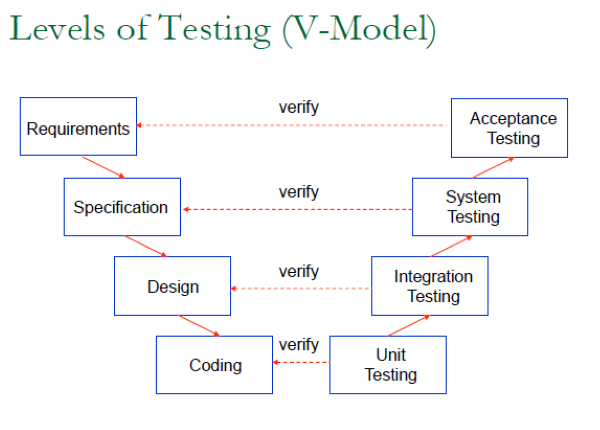 Levels of Testing (V-Model)
verify
Requirements
Acceptance
Testing
verify
Specification
System
Testing
verify
Design
Integration
Testing
verify
Coding
Unit
Testing